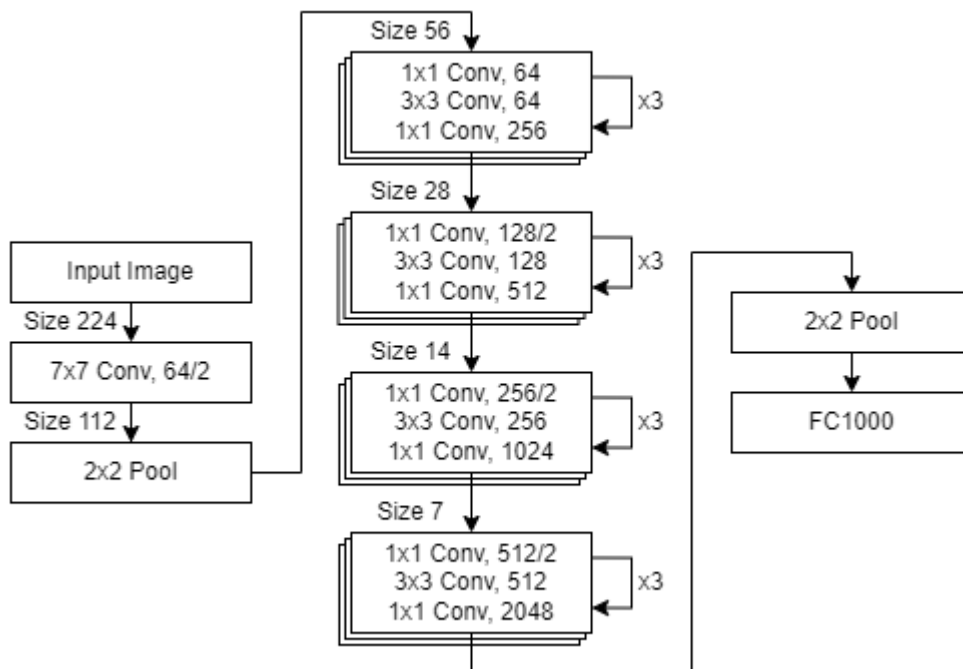 Input Image
Size 224
7x7 Conv, 64/2
Size 112
2x2 Pool
Size 56
1x1 Conv, 64
3x3 Conv, 64
1x1 Conv, 256
x3
Size 28
1x1 Conv, 128/2
3x3 Conv, 128
1x1 Conv, 512
x3
Size 14
1x1 Conv, 256/2
3x3 Conv, 256
1x1 Conv, 1024
x3
Size 7
1x1 Conv, 512/2
3x3 Conv, 512
1x1 Conv, 2048
x3
2x2 Pool
FC1000